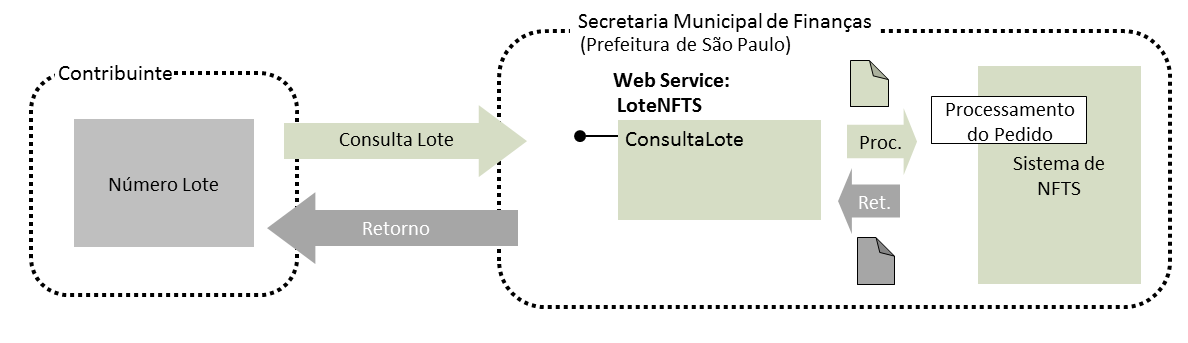 Secretaria Municipal de Finanças
(Prefeitura de São Paulo)
Contribuinte
Número Lote
Consulta Lote
Retorno
Web Service:
LoteNFTS
ConsultaLote
Proc.
Ret.
Processamento
do Pedido
Sistema de
NFTS